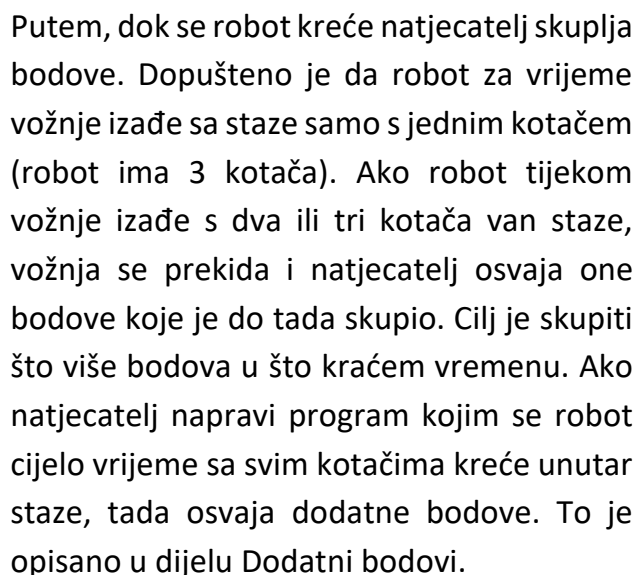 Putem, dok se robot kreće natjecatelj skuplja
bodove. Dopušteno je da robot za vrijeme
vožnje izađe sa staze samo s jednim kotačem
(robot ima 3 kotača). Ako robot tijekom
vožnje izađe s dva ili tri kotača van staze,
vožnja se prekida i natjecatelj osvaja one
bodove koje je do tada skupio. Cilj je skupiti
što više bodova u što kraćem vremenu. Ako
natjecatelj napravi program kojim se robot
cijelo vrijeme sa svim kotačima kreće unutar
staze, tada osvaja dodatne bodove. To je
opisano u dijelu Dodatni bodovi.